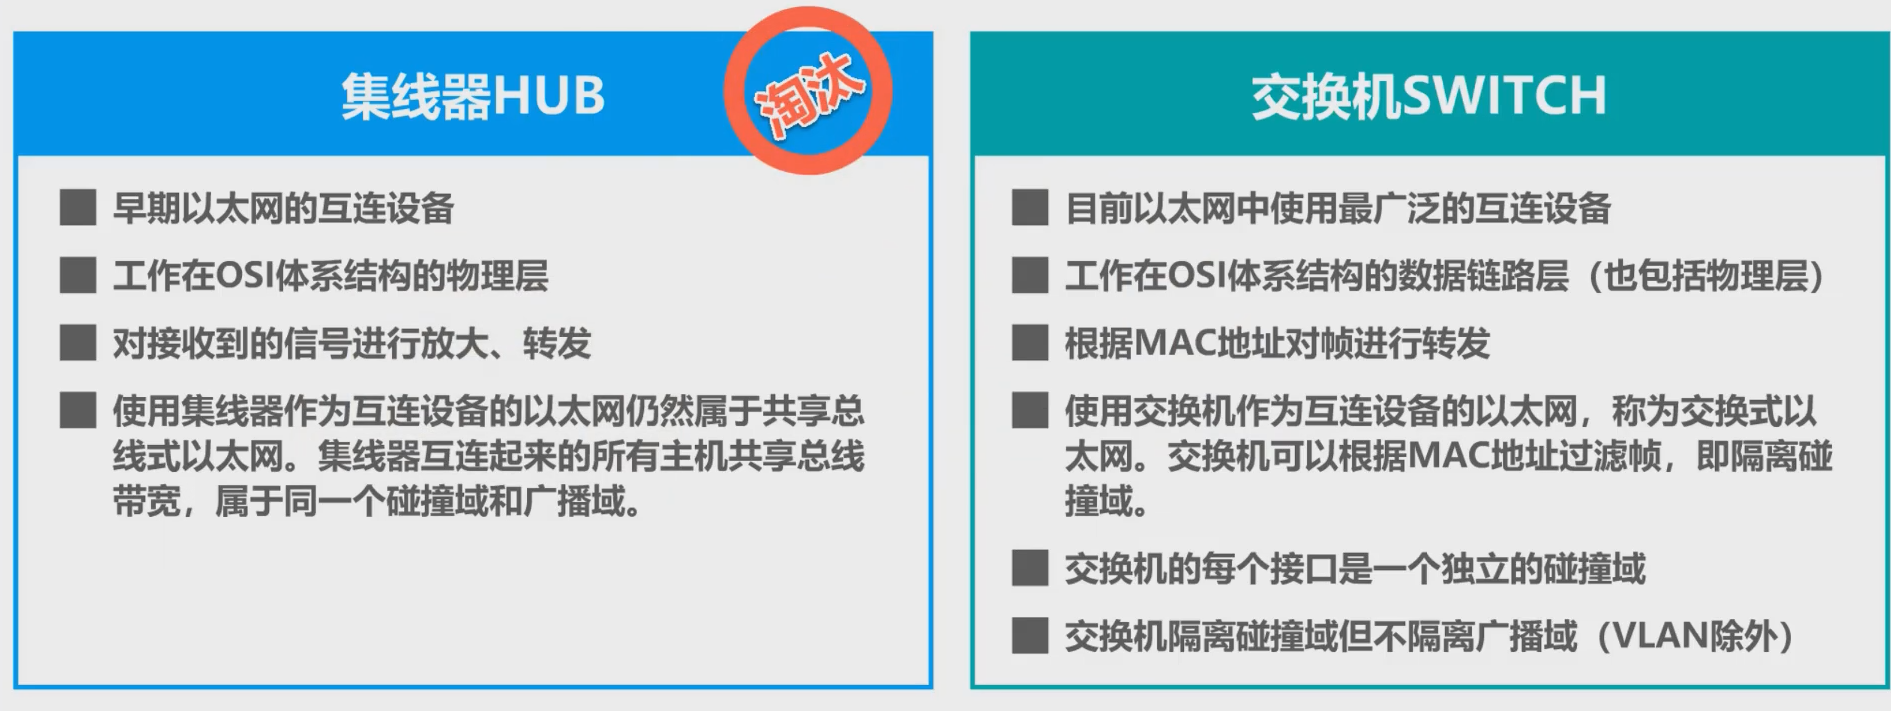 集线器HUB
淘汰
早期以太网的互连设备
工作在OSI体系结构的物理层
对接收到的信号进行放大、转发
使用集线器作为互连设备的以太网仍然属于共享总
线式以太网。集线器互连起来的所有主机共享总线
带宽，属于同一个碰撞域和广播域。
交换机SWITCH
目前以太网中使用最广泛的互连设备
工作在OSI体系结构的数据链路层（也包括物理层）
根据MAC地址对帧进行转发
使用交换机作为互连设备的以太网，称为交换式以
太网。交换机可以根据MAC地址过滤帧，即隔离碰
撞域。
交换机的每个接口是一个独立的碰撞域
交换机隔离碰撞域但不隔离广播域（VLAN除外）